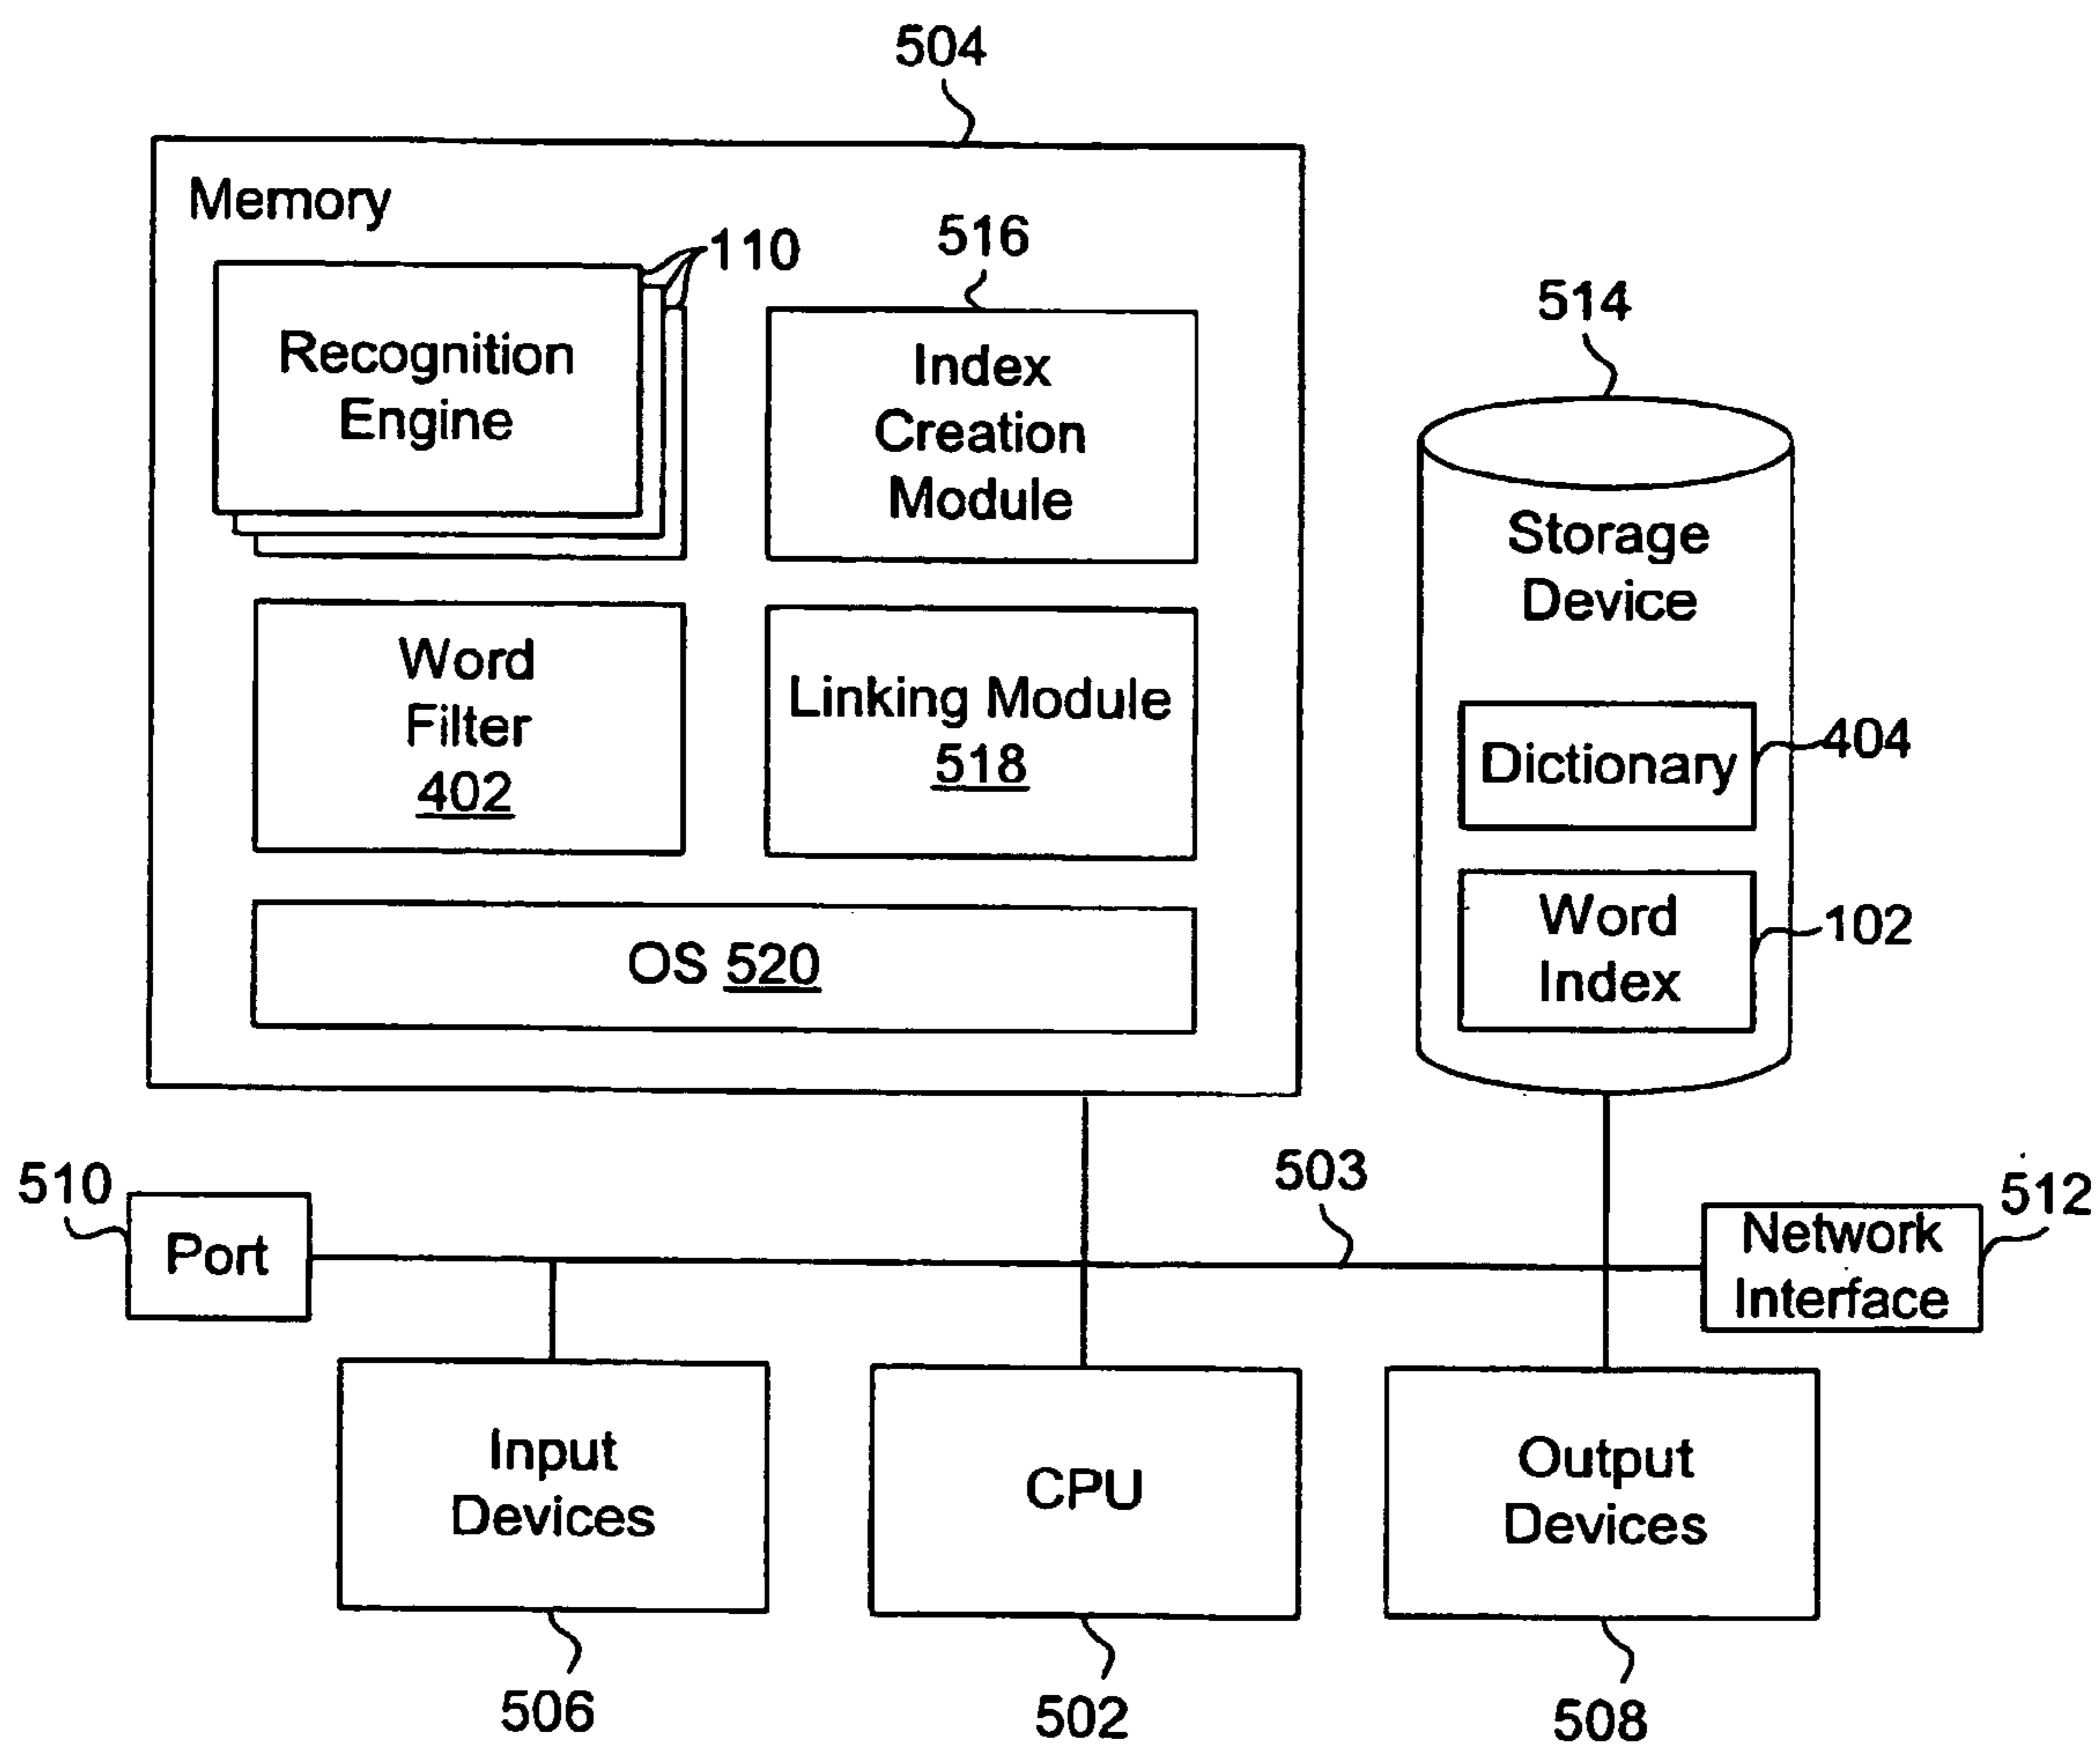 504
Memory
110
516
Recognition
Engine
Index
Creation
Module
514
Storage
Device
Word
Filter
402
Linking Module
518
Dictionary
404
Word
Index
102
OS 520
503
510
Port
512
Network
Interface
Input
Devices
CPU
Output
Devices
506
502
508